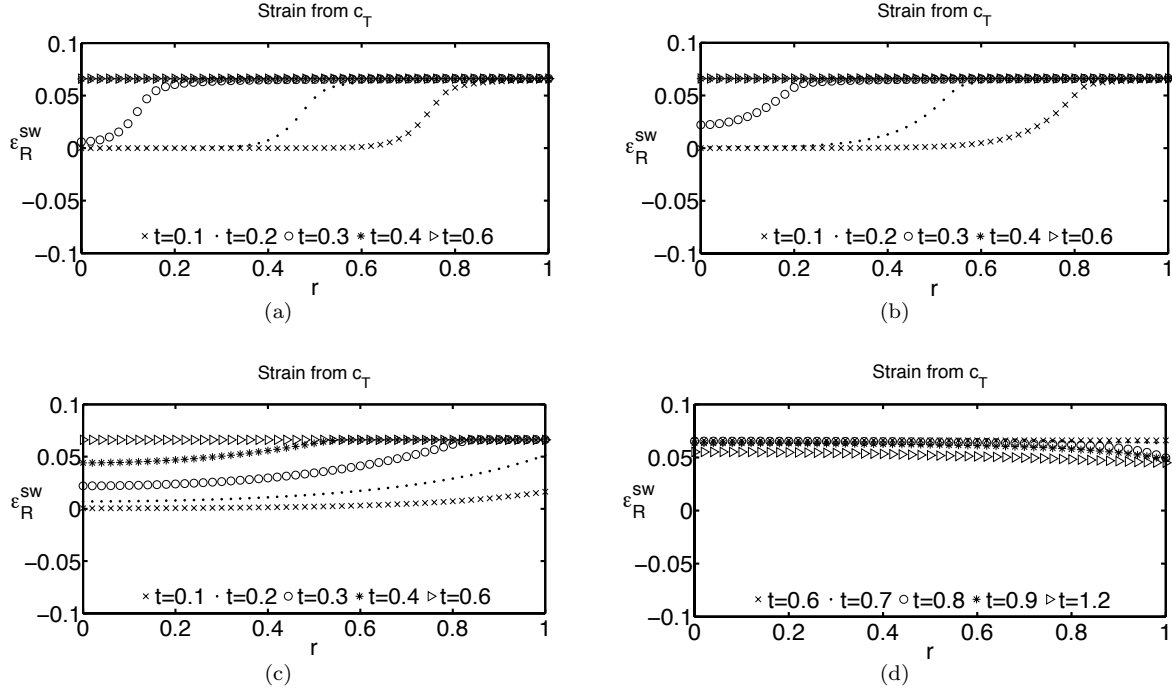 Strain from c_T
0.1
0.05
0
−0.05
−0.1
ε_R^sw
× t=0.1 · t=0.2 ○ t=0.3 * t=0.4 ▷ t=0.6
0 0.2 0.4 0.6 0.8 1
r
(a)
Strain from c_T
0.1
0.05
0
−0.05
−0.1
ε_R^sw
× t=0.1 · t=0.2 ○ t=0.3 * t=0.4 ▷ t=0.6
0 0.2 0.4 0.6 0.8 1
r
(b)
Strain from c_T
0.1
0.05
0
−0.05
−0.1
ε_R^sw
× t=0.1 · t=0.2 ○ t=0.3 * t=0.4 ▷ t=0.6
0 0.2 0.4 0.6 0.8 1
r
(c)
Strain from c_T
0.1
0.05
0
−0.05
−0.1
ε_R^sw
× t=0.6 · t=0.7 ○ t=0.8 * t=0.9 ▷ t=1.2
0 0.2 0.4 0.6 0.8 1
r
(d)